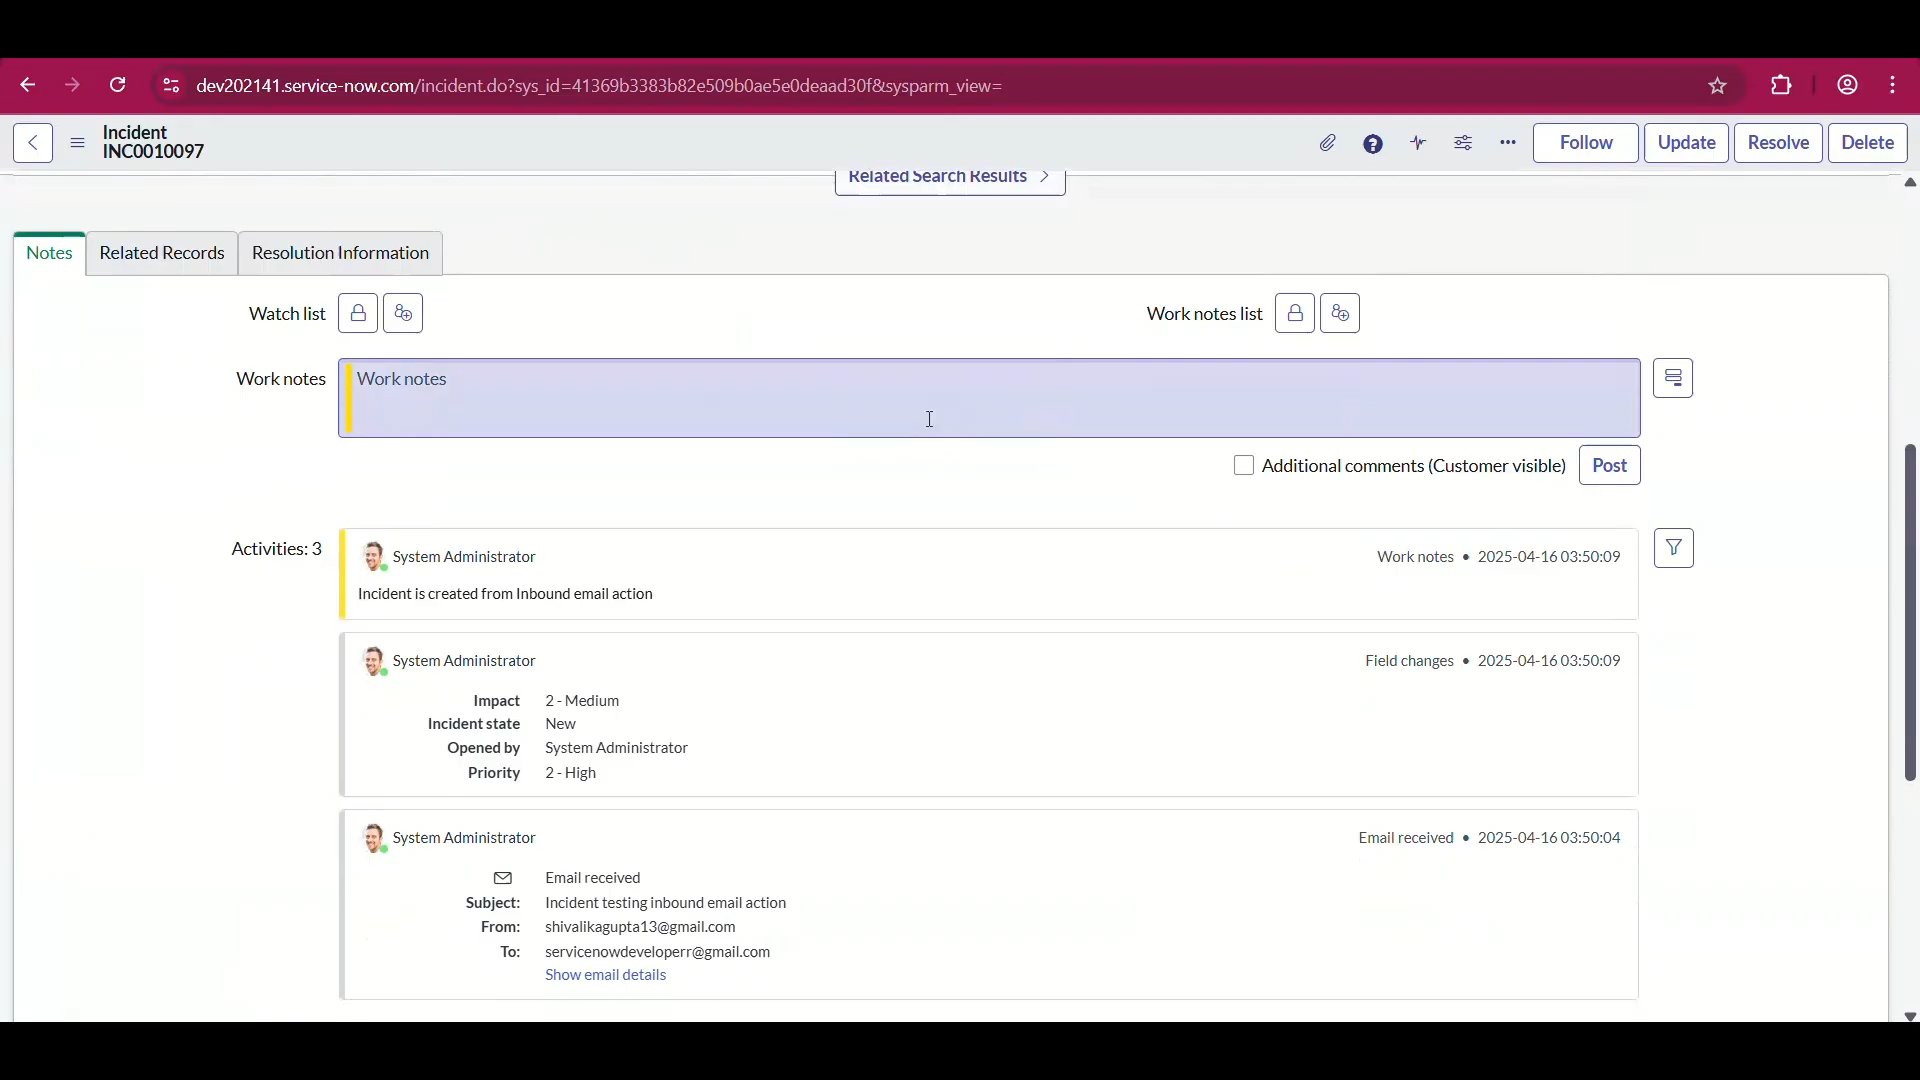 dev202141.service-now.com/incident.do?sys_id=41369b3383b82e509b0ae5e0deaad30f&sysparm_view=
Incident
INC0010097
Follow
Update
Resolve
Delete
Related Search Results
Notes
Related Records
Resolution Information
Watch list
Work notes list
Work notes
Work notes
Additional comments (Customer visible)
Post
Activities: 3
System Administrator
Work notes • 2025-04-16 03:50:09
Incident is created from Inbound email action
System Administrator
Field changes • 2025-04-16 03:50:09
Impact 2 - Medium
Incident state New
Opened by System Administrator
Priority 2 - High
System Administrator
Email received • 2025-04-16 03:50:04
Email received
Subject: Incident testing inbound email action
From: shivalikagupta13@gmail.com
To: servicenowdeveloperr@gmail.com
Show email details